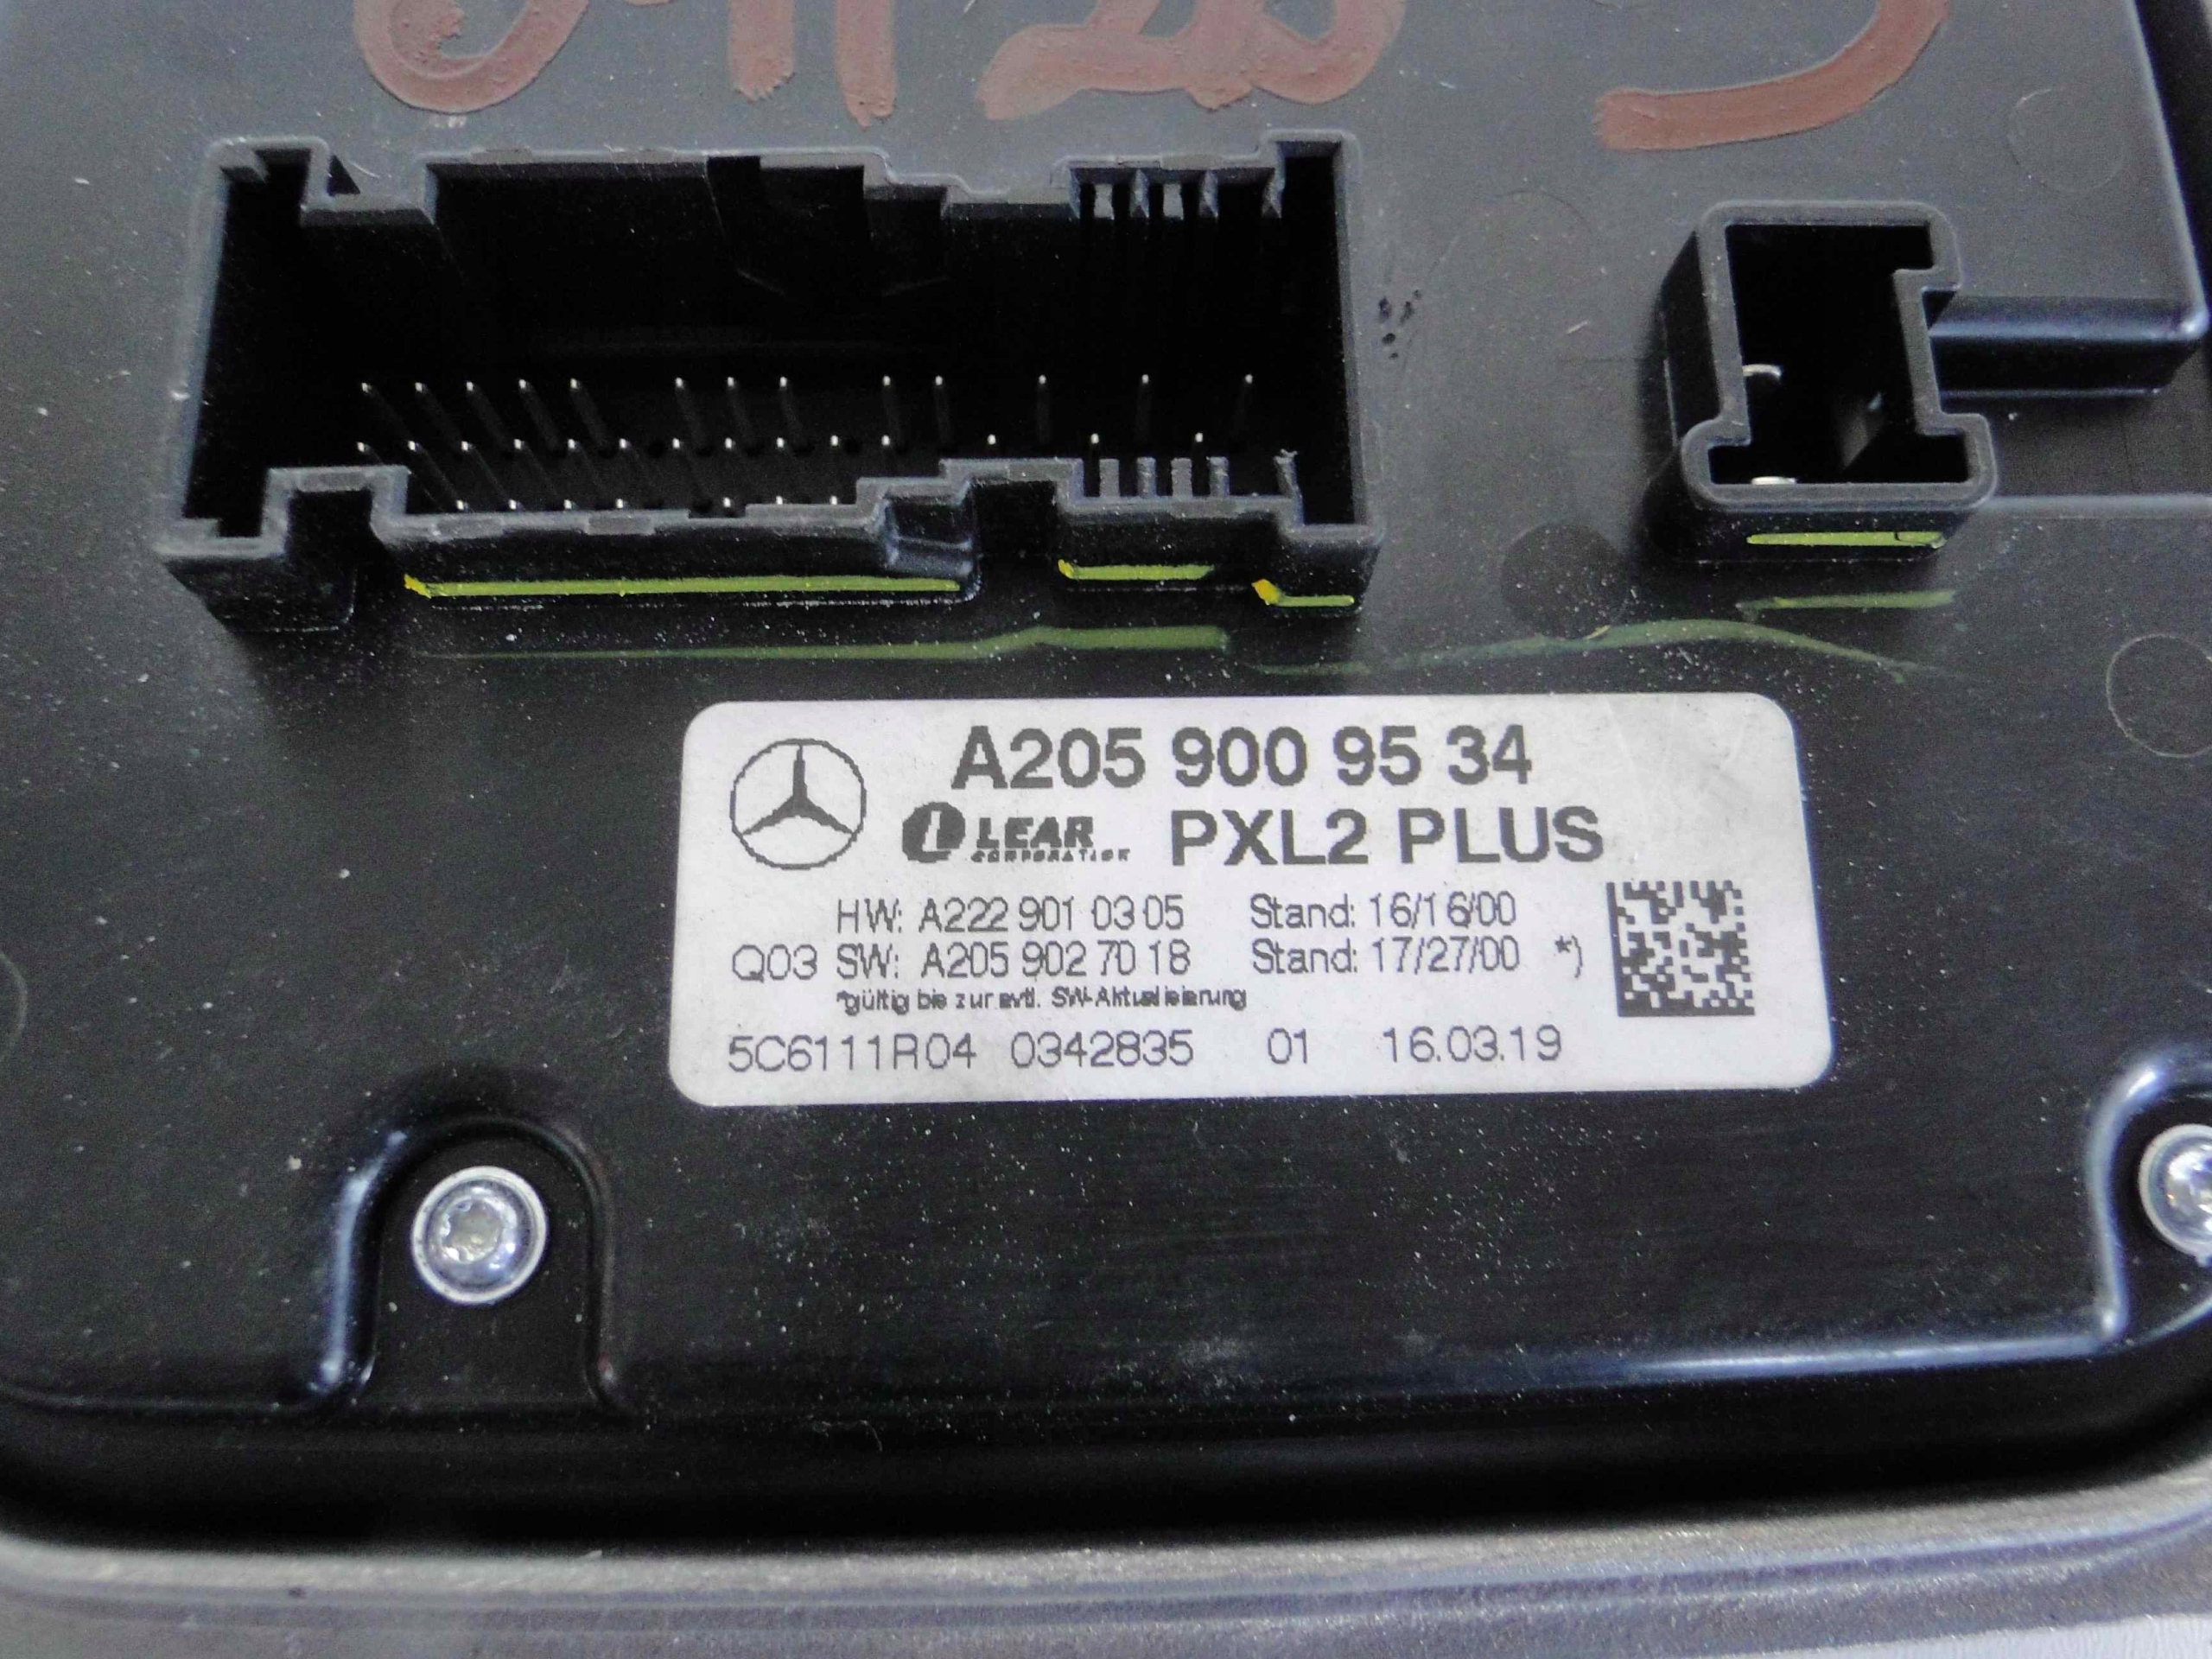 A205 900 95 34
LEAR CORPORATION PXL2 PLUS
HW: A222 901 03 05 Stand: 16/16/00
Q03 SW: A205 902 70 18 Stand: 17/27/00 *)
*gültig bis zur evtl. SW-Aktualisierung
5C6111R04 0342835 01 16.03.19